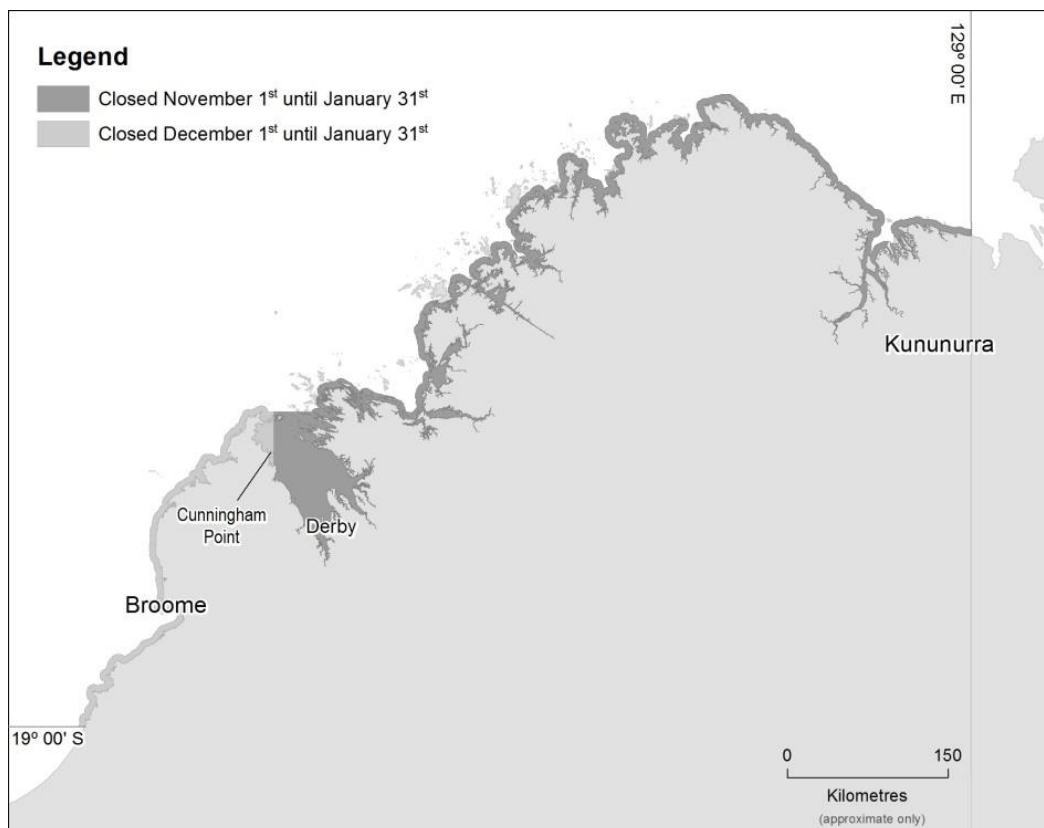 Legend
Closed November 1st until January 31st
Closed December 1st until January 31st
129° 00' E
Kununurra
Cunningham
Point
Derby
Broome
19° 00' S
0 150
Kilometres
(approximate only)